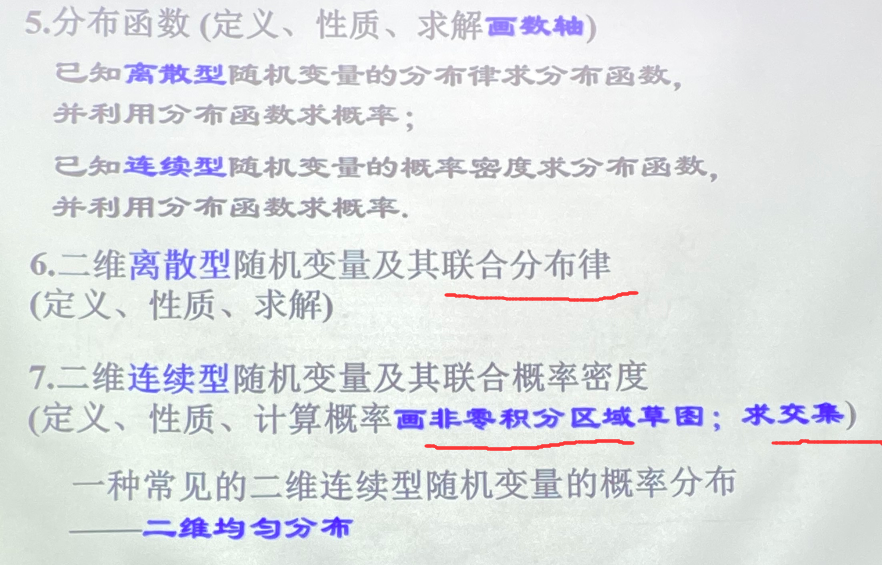 5.分布函数 (定义、性质、求解画数轴)
已知离散型随机变量的分布律求分布函数,
并利用分布函数求概率;
已知连续型随机变量的概率密度求分布函数,
并利用分布函数求概率.
6.二维离散型随机变量及其联合分布律
(定义、性质、求解)
7.二维连续型随机变量及其联合概率密度
(定义、性质、计算概率画非零积分区域草图；求交集)
一种常见的二维连续型随机变量的概率分布
——二维均匀分布